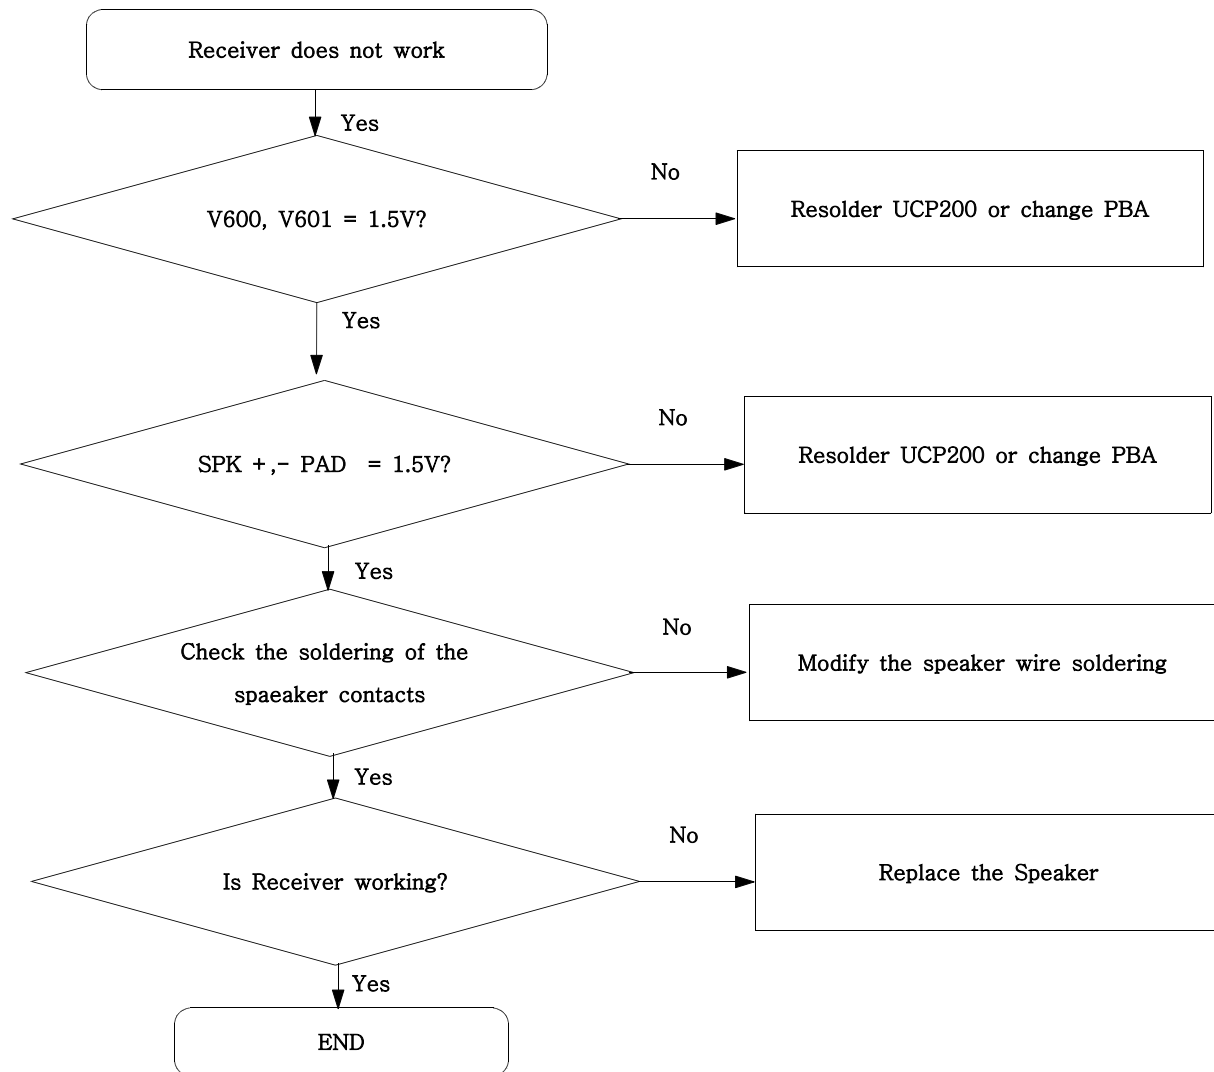 Receiver does not work
Yes
V600, V601 = 1.5V?
No
Resolder UCP200 or change PBA
Yes
SPK +,- PAD = 1.5V?
No
Resolder UCP200 or change PBA
Yes
Check the soldering of the
spaeaker contacts
No
Modify the speaker wire soldering
Yes
Is Receiver working?
No
Replace the Speaker
Yes
END